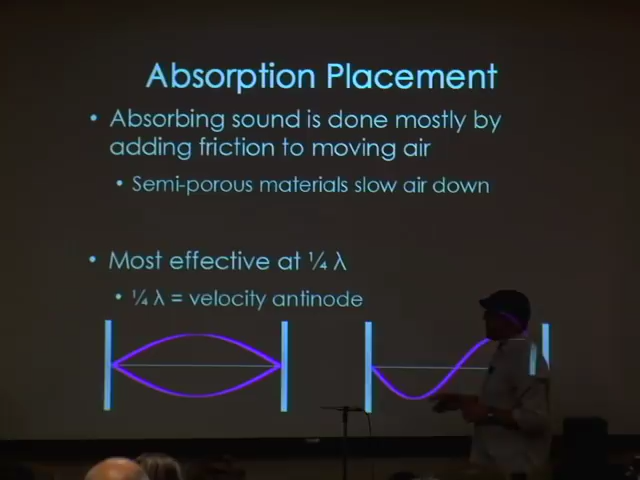 Absorption Placement
• Absorbing sound is done mostly by
adding friction to moving air
• Semi-porous materials slow air down
• Most effective at ¼ λ
• ¼ λ = velocity antinode